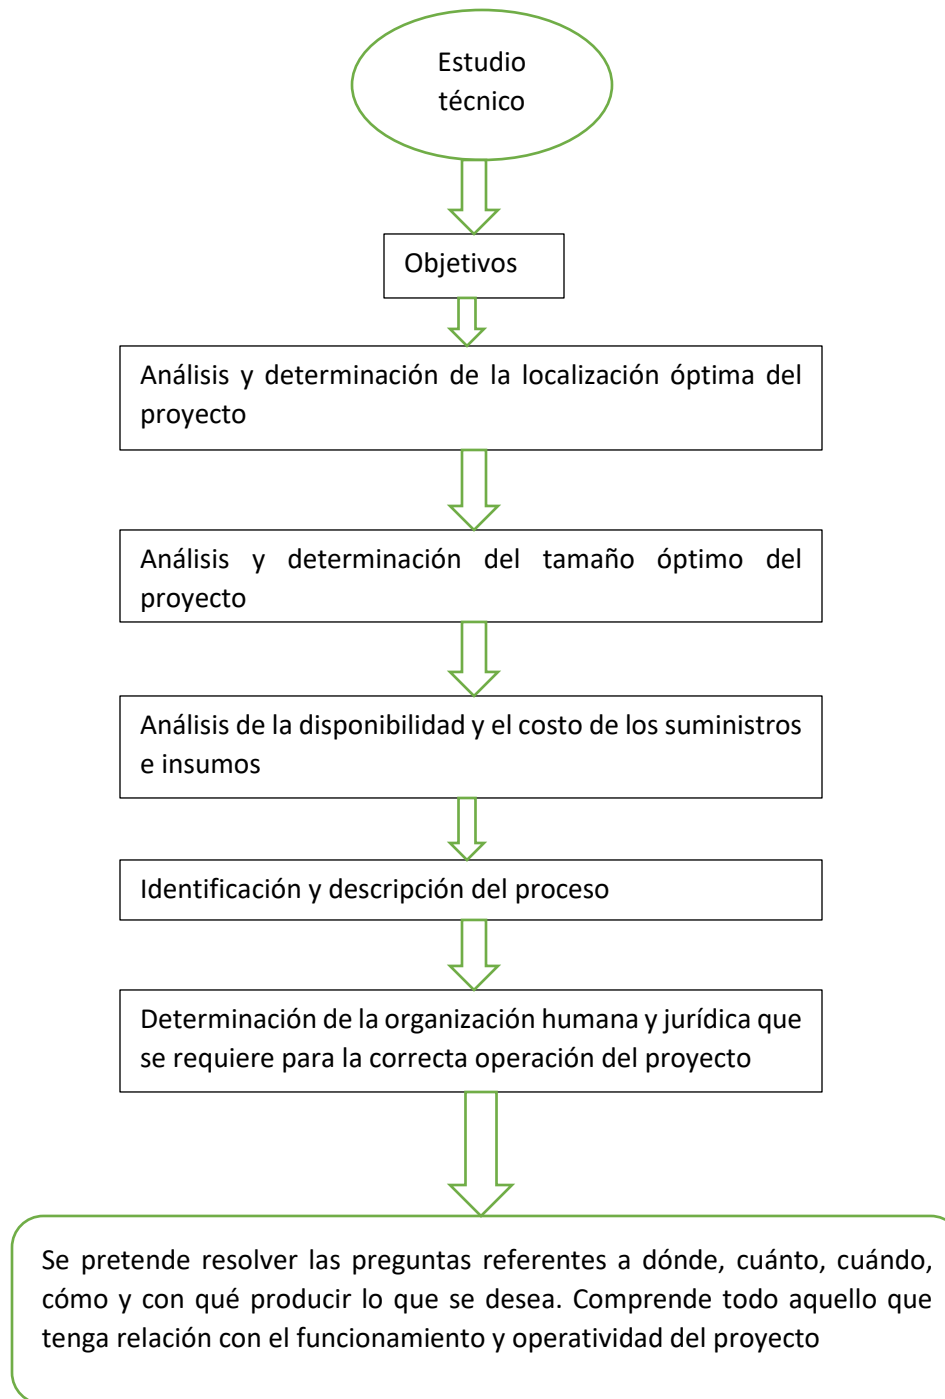 Estudio
técnico
Objetivos
Análisis y determinación de la localización óptima del
proyecto
Análisis y determinación del tamaño óptimo del
proyecto
Análisis de la disponibilidad y el costo de los suministros
e insumos
Identificación y descripción del proceso
Determinación de la organización humana y jurídica que
se requiere para la correcta operación del proyecto
Se pretende resolver las preguntas referentes a dónde, cuánto, cuándo,
cómo y con qué producir lo que se desea. Comprende todo aquello que
tenga relación con el funcionamiento y operatividad del proyecto